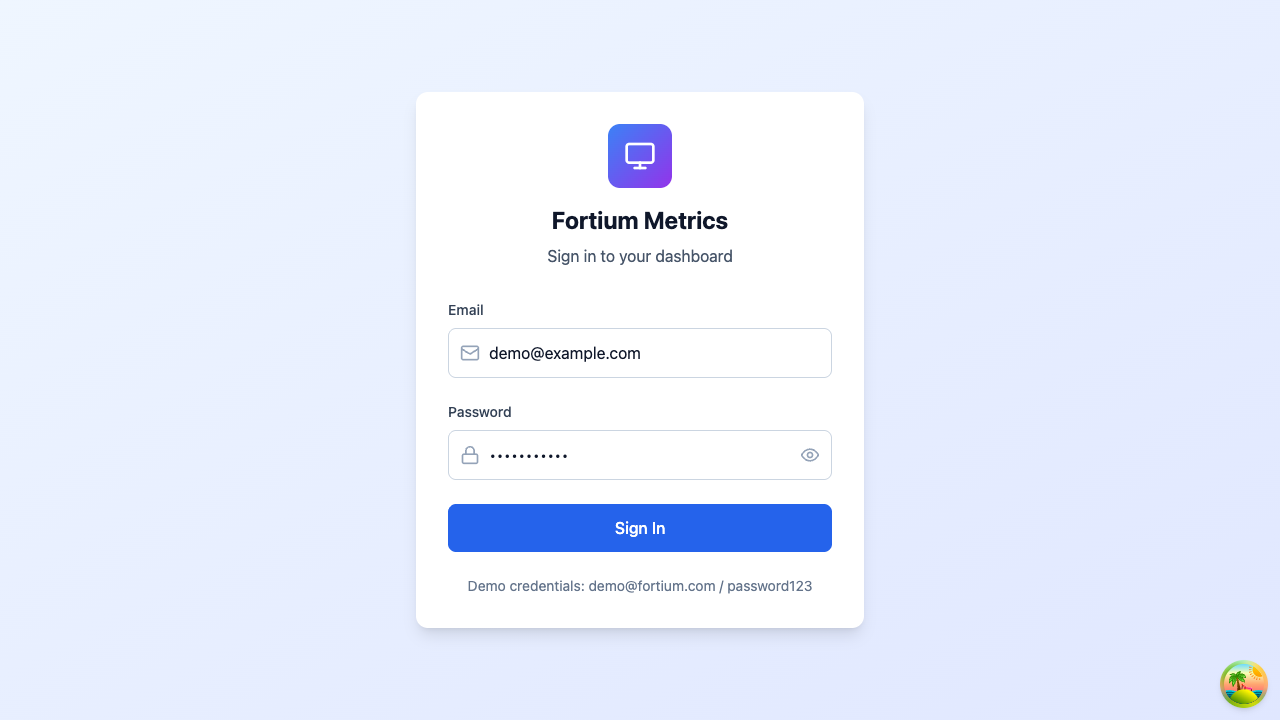 Fortium Metrics
Sign in to your dashboard
Email
demo@example.com
Password
•••••••••••
Sign In
Demo credentials: demo@fortium.com / password123